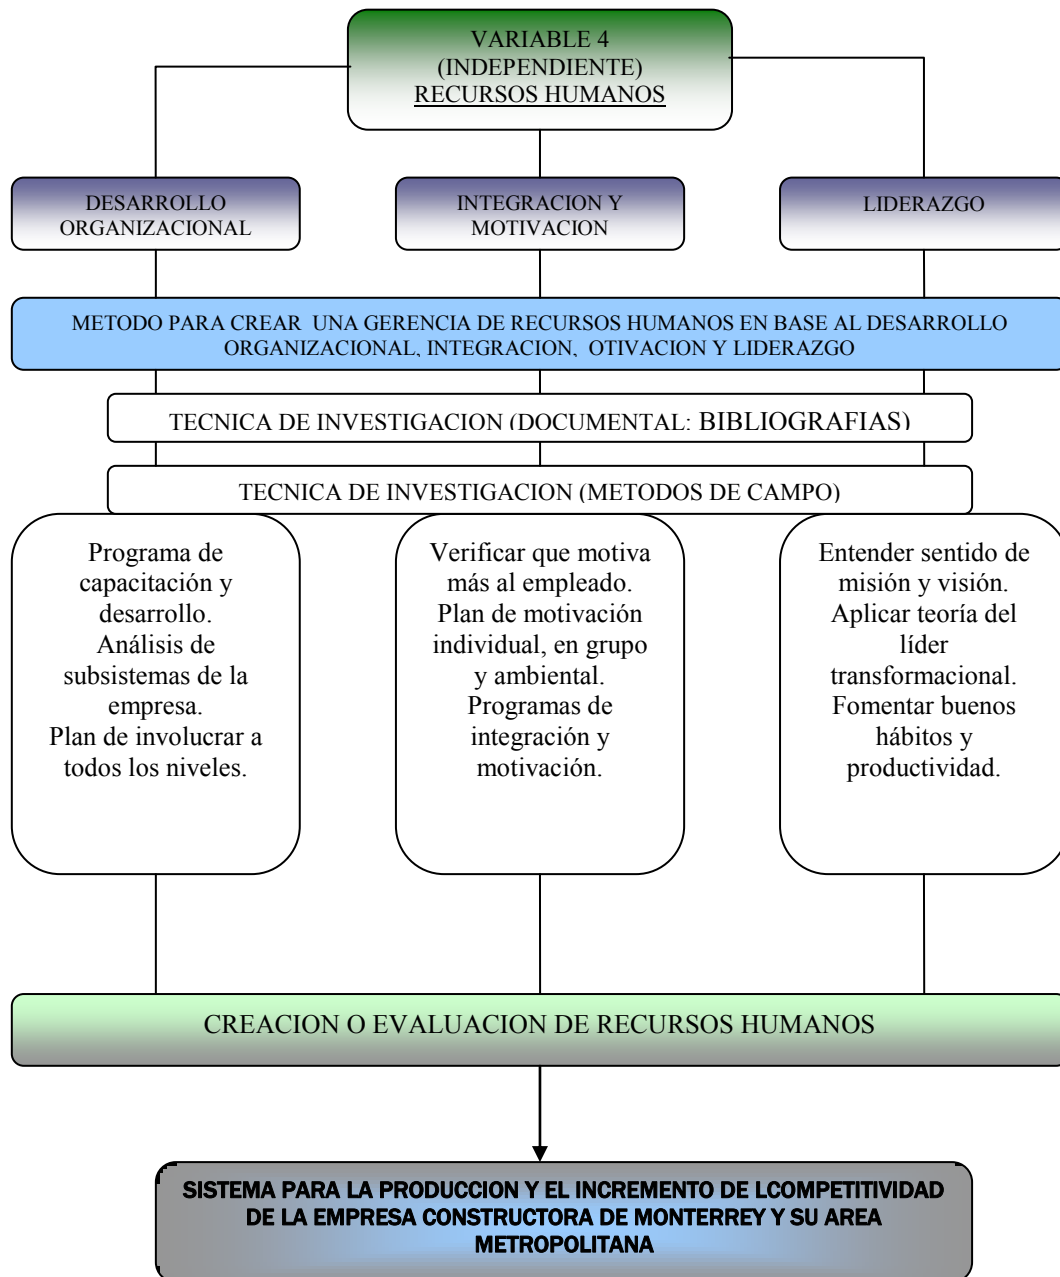 VARIABLE 4
(INDEPENDIENTE)
RECURSOS HUMANOS
DESARROLLO
ORGANIZACIONAL
INTEGRACION Y
MOTIVACION
LIDERAZGO
METODO PARA CREAR UNA GERENCIA DE RECURSOS HUMANOS EN BASE AL DESARROLLO
ORGANIZACIONAL, INTEGRACION, OTIVACION Y LIDERAZGO
TECNICA DE INVESTIGACION (DOCUMENTAL: BIBLIOGRAFIAS)
TECNICA DE INVESTIGACION (METODOS DE CAMPO)
Programa de
capacitación y
desarrollo.
Análisis de
subsistemas de la
empresa.
Plan de involucrar a
todos los niveles.
Verificar que motiva
más al empleado.
Plan de motivación
individual, en grupo
y ambiental.
Programas de
integración y
motivación.
Entender sentido de
misión y visión.
Aplicar teoría del
líder
transformacional.
Fomentar buenos
hábitos y
productividad.
CREACION O EVALUACION DE RECURSOS HUMANOS
SISTEMA PARA LA PRODUCCION Y EL INCREMENTO DE LCOMPETITIVIDAD
DE LA EMPRESA CONSTRUCTORA DE MONTERREY Y SU AREA
METROPOLITANA